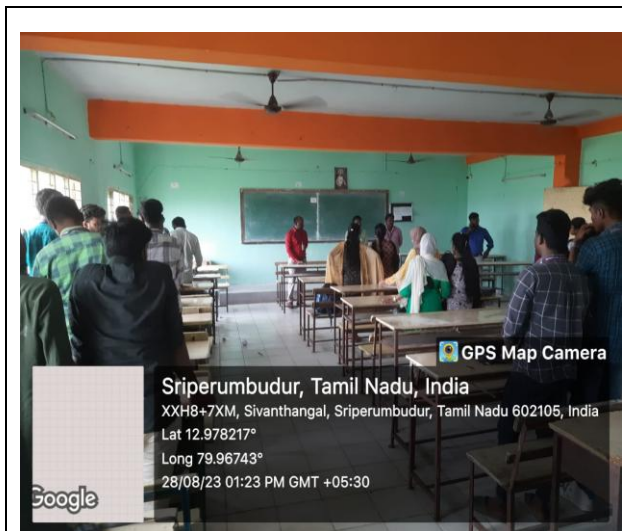 GPS Map Camera
Sriperumbudur, Tamil Nadu, India
XXH8+7XM, Sivanthangal, Sriperumbudur, Tamil Nadu 602105, India
Lat 12.978217°
Long 79.96743°
28/08/23 01:23 PM GMT +05:30
Google